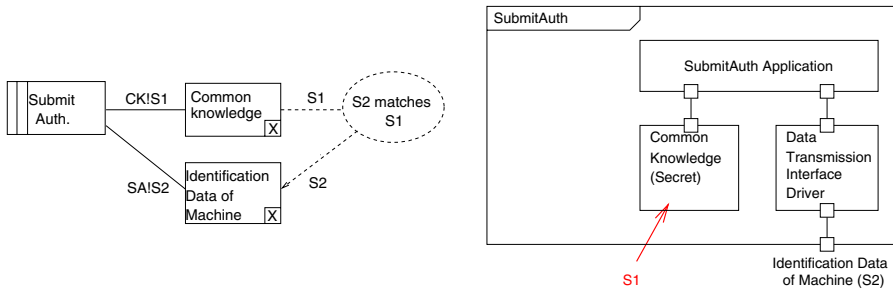 Submit
Auth.
CK!S1
SA!S2
Common
knowledge
X
Identification
Data of
Machine
X
S1
S2
S2 matches
S1
SubmitAuth
SubmitAuth Application
Common
Knowledge
(Secret)
Data
Transmission
Interface
Driver
S1
Identification Data
of Machine (S2)